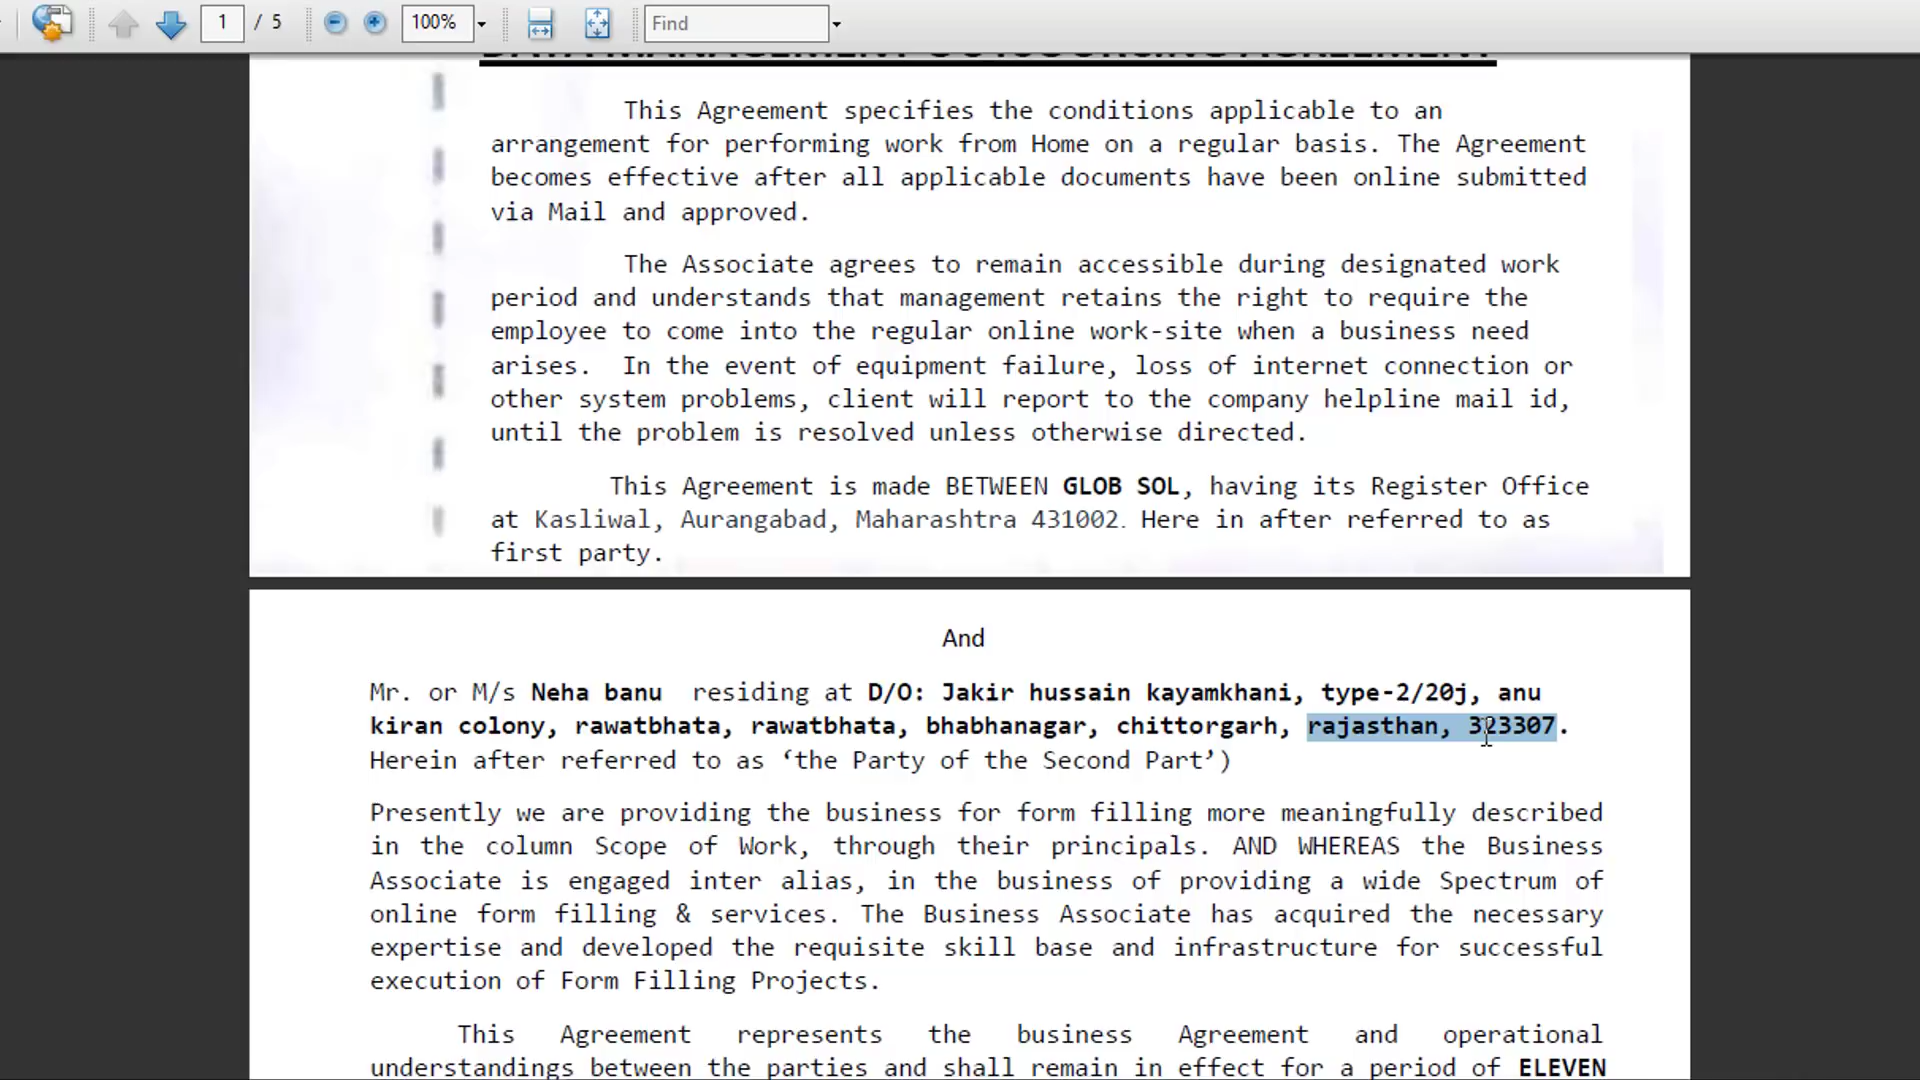 1 / 5 100% Find
DATA MANAGEMENT OUTSOURCING AGREEMENT
This Agreement specifies the conditions applicable to an
arrangement for performing work from Home on a regular basis. The Agreement
becomes effective after all applicable documents have been online submitted
via Mail and approved.
The Associate agrees to remain accessible during designated work
period and understands that management retains the right to require the
employee to come into the regular online work-site when a business need
arises. In the event of equipment failure, loss of internet connection or
other system problems, client will report to the company helpline mail id,
until the problem is resolved unless otherwise directed.
This Agreement is made BETWEEN GLOB SOL, having its Register Office
at Kasliwal, Aurangabad, Maharashtra 431002. Here in after referred to as
first party.
And
Mr. or M/s Neha banu residing at D/O: Jakir hussain kayamkhani, type-2/20j, anu
kiran colony, rawatbhata, rawatbhata, bhabhanagar, chittorgarh, rajasthan, 323307.
Herein after referred to as ‘the Party of the Second Part’)
Presently we are providing the business for form filling more meaningfully described
in the column Scope of Work, through their principals. AND WHEREAS the Business
Associate is engaged inter alias, in the business of providing a wide Spectrum of
online form filling & services. The Business Associate has acquired the necessary
expertise and developed the requisite skill base and infrastructure for successful
execution of Form Filling Projects.
This Agreement represents the business Agreement and operational
understandings between the parties and shall remain in effect for a period of ELEVEN